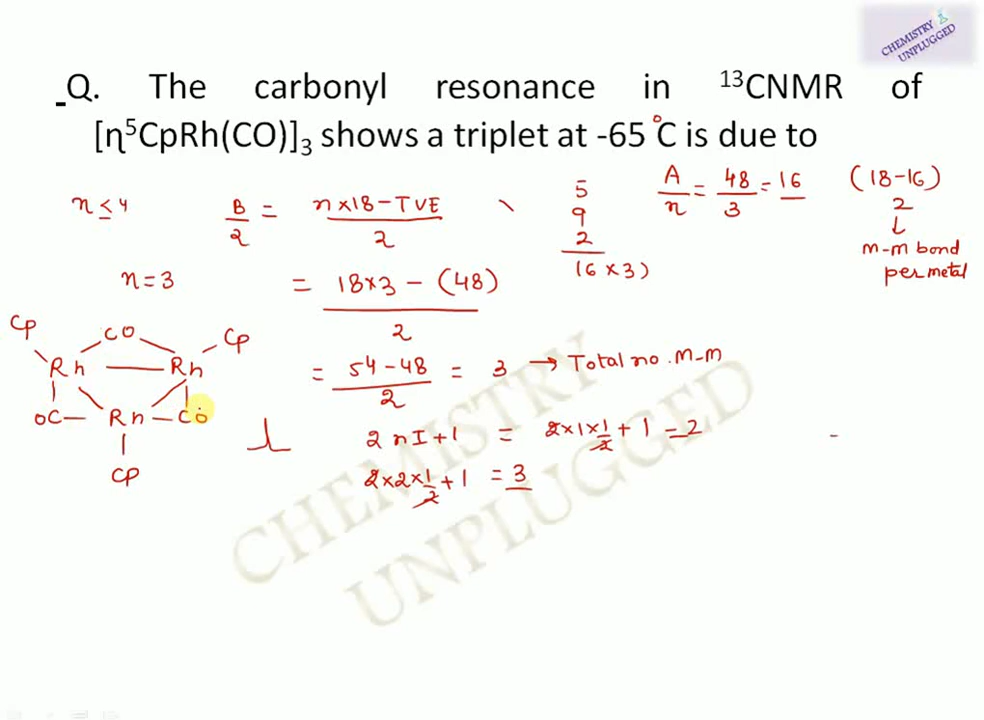 CHEMISTRY
UNPLUGGED
Q. The carbonyl resonance in ¹³CNMR of
[η⁵CpRh(CO)]₃ shows a triplet at -65 °C is due to
n ≤ 4
B/2 = n×18-TVE/2
5
9
2
16×3)
A/n = 48/3 = 16
(18-16)
2
↓
m-m bond
per metal
n=3
= 18×3 - (48)/2
= 54-48/2 = 3 → Total no. M-M
Cp CO Cp
Rh Rh
OC Rh CO
CP
2nI+1 = 2×1×1/2+1 = 2
2×2×1/2+1 = 3
CHEMISTRY
UNPLUGGED